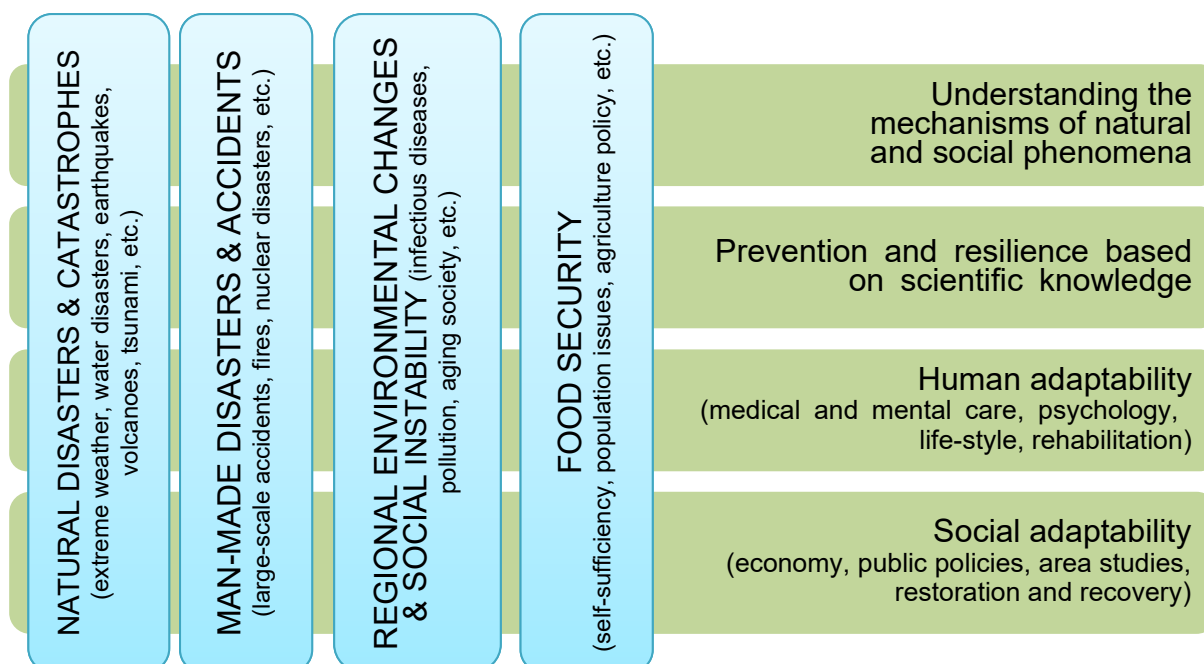 NATURAL DISASTERS & CATASTROPHES
(extreme weather, water disasters, earthquakes,
volcanoes, tsunami, etc.)
MAN-MADE DISASTERS & ACCIDENTS
(large-scale accidents, fires, nuclear disasters, etc.)
REGIONAL ENVIRONMENTAL CHANGES
& SOCIAL INSTABILITY (infectious diseases,
pollution, aging society, etc.)
FOOD SECURITY
(self-sufficiency, population issues, agriculture policy, etc.)
Understanding the
mechanisms of natural
and social phenomena
Prevention and resilience based
on scientific knowledge
Human adaptability
(medical and mental care, psychology,
life-style, rehabilitation)
Social adaptability
(economy, public policies, area studies,
restoration and recovery)